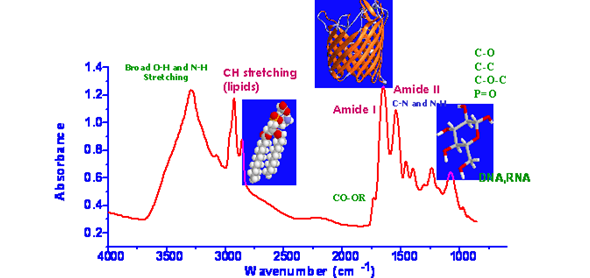 Broad O-H and N-H
Stretching
CH stretching
(lipids)
Amide I
Amide II
C-N and N-H
C-O
C-C
C-O-C
P=O
DNA,RNA
CO-OR
Absorbance
1.4
1.2
1.0
0.8
0.6
0.4
0.2
4000 3500 3000 2500 2000 1500 1000
Wavenumber (cm -1)